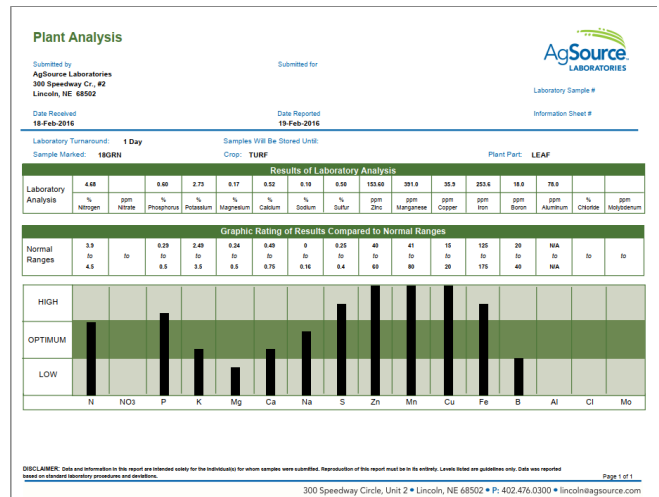 Plant Analysis
AgSource
LABORATORIES
Submitted by
Submitted for
AgSource Laboratories
300 Speedway Cr., #2
Lincoln, NE 68502
Laboratory Sample #
Date Received
Date Reported
Information Sheet #
18-Feb-2016
19-Feb-2016
Laboratory Turnaround: 1 Day
Samples Will Be Stored Until:
Sample Marked: 18GRN
Crop: TURF
Plant Part: LEAF
Results of Laboratory Analysis
Laboratory Analysis
4.68 0.60 2.73 0.17 0.52 0.10 0.50 153.60 391.0 35.9 253.6 18.0 78.0
% ppm % % % % % % ppm ppm ppm ppm ppm ppm % ppm
Nitrogen Nitrate Phosphorus Potassium Magnesium Calcium Sodium Sulfur Zinc Manganese Copper Iron Boron Aluminum Chloride Molybdenum
Graphic Rating of Results Compared to Normal Ranges
Normal Ranges
3.9 0.29 2.49 0.24 0.49 0 0.25 40 41 15 125 20 N/A
to to to to to to to to to to to to to to to to
4.5 0.5 3.5 0.5 0.75 0.16 0.4 60 80 20 175 40 N/A
HIGH
OPTIMUM
LOW
N NO3 P K Mg Ca Na S Zn Mn Cu Fe B Al Cl Mo
DISCLAIMER: Data and information in this report are intended solely for the individual(s) for whom samples were submitted. Reproduction of this report must be in its entirety. Levels listed are guidelines only. Data was reported
based on standard laboratory procedures and deviations.
Page 1 of 1
300 Speedway Circle, Unit 2 • Lincoln, NE 68502 • P: 402.476.0300 • lincoln@agsource.com